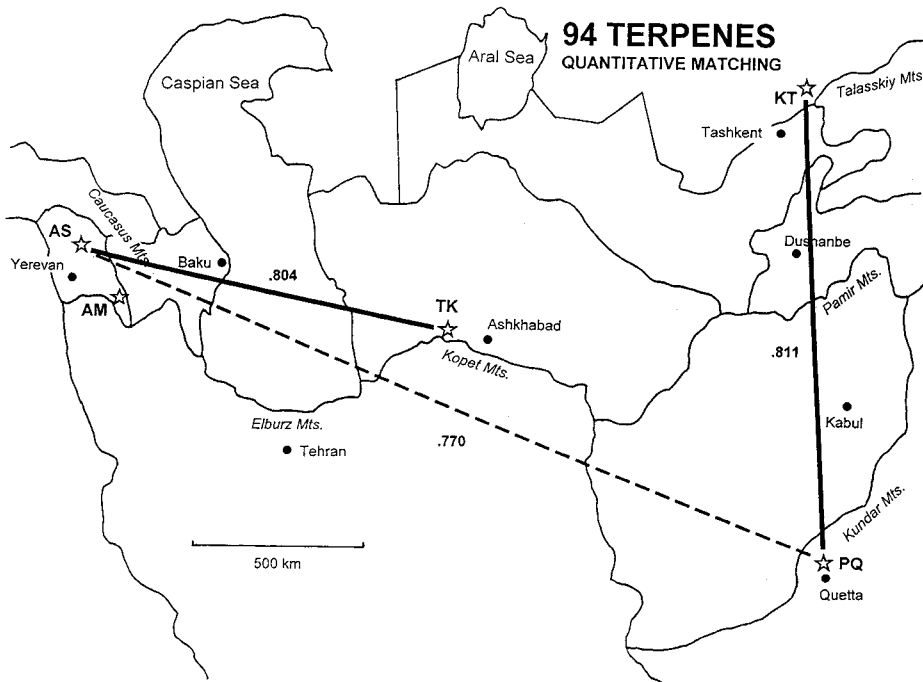 94 TERPENES
QUANTITATIVE MATCHING
Aral Sea
Caspian Sea
KT
Talasskiy Mts.
Tashkent
Caucasus Mts.
AS
Yerevan
AM
Baku
.804
TK
Ashkhabad
Kopet Mts.
Dushanbe
Pamir Mts.
.811
Kabul
Elburz Mts.
Tehran
.770
Kundar Mts.
500 km
PQ
Quetta